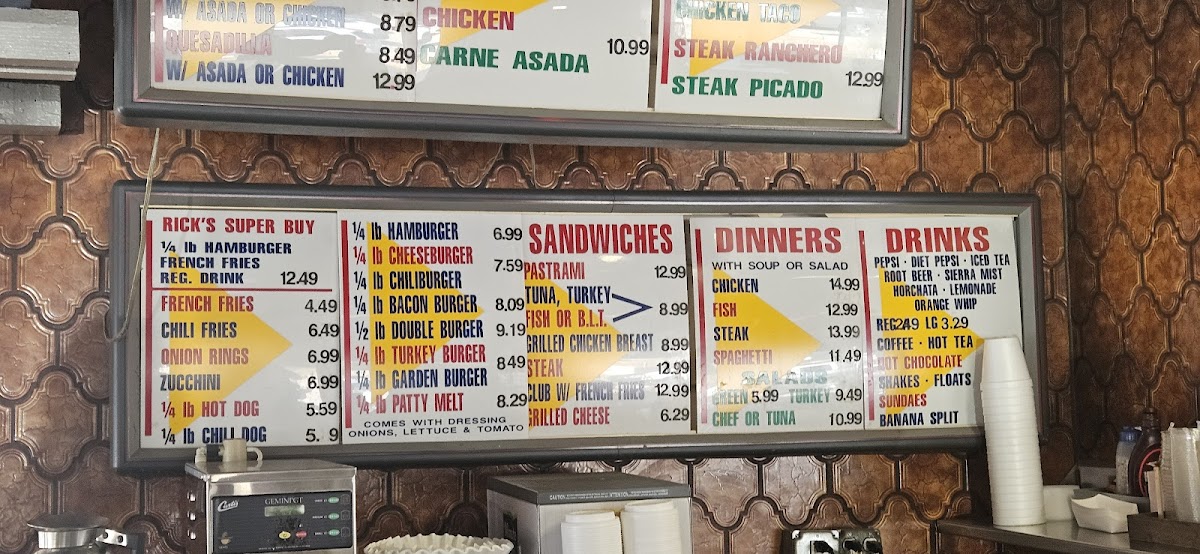 W/ ASADA OR CHICKEN 8.79
QUESADILLA 8.49
W/ ASADA OR CHICKEN 12.99
CHICKEN
CARNE ASADA 10.99
CHICKEN TACO
STEAK RANCHERO
STEAK PICADO 12.99
RICK'S SUPER BUY
1/4 lb HAMBURGER
FRENCH FRIES
REG. DRINK 12.49
FRENCH FRIES 4.49
CHILI FRIES 6.49
ONION RINGS 6.99
ZUCCHINI 6.99
1/4 lb HOT DOG 5.59
1/4 lb CHILI DOG 5. 9
1/4 lb HAMBURGER 6.99
1/4 lb CHEESEBURGER 7.59
1/4 lb CHILIBURGER
1/4 lb BACON BURGER 8.09
1/2 lb DOUBLE BURGER 9.19
1/4 lb TURKEY BURGER 8.49
1/4 lb GARDEN BURGER
1/4 lb PATTY MELT 8.29
COMES WITH DRESSING
ONIONS, LETTUCE & TOMATO
SANDWICHES
PASTRAMI 12.99
TUNA, TURKEY
FISH OR B.L.T. 8.99
GRILLED CHICKEN BREAST 8.99
STEAK 12.99
CLUB W/ FRENCH FRIES 12.99
GRILLED CHEESE 6.29
DINNERS
WITH SOUP OR SALAD
CHICKEN 14.99
FISH 12.99
STEAK 13.99
SPAGHETTI 11.49
SALADS
GREEN 5.99 TURKEY 9.49
CHEF OR TUNA 10.99
DRINKS
PEPSI · DIET PEPSI · ICED TEA
ROOT BEER · SIERRA MIST
HORCHATA · LEMONADE
ORANGE WHIP
REG 2.49 LG 3.29
COFFEE · HOT TEA
HOT CHOCOLATE
SHAKES · FLOATS
SUNDAES
BANANA SPLIT
Curtis
GEMINI